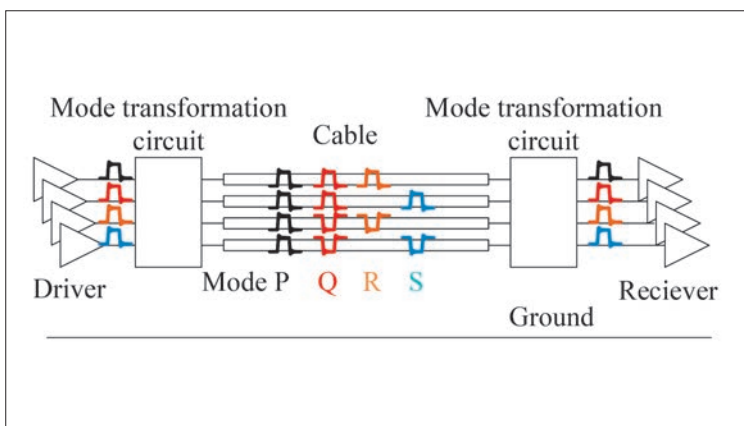 Mode transformation
circuit
Cable
Mode transformation
circuit
Driver
Mode P
Q
R
S
Reciever
Ground